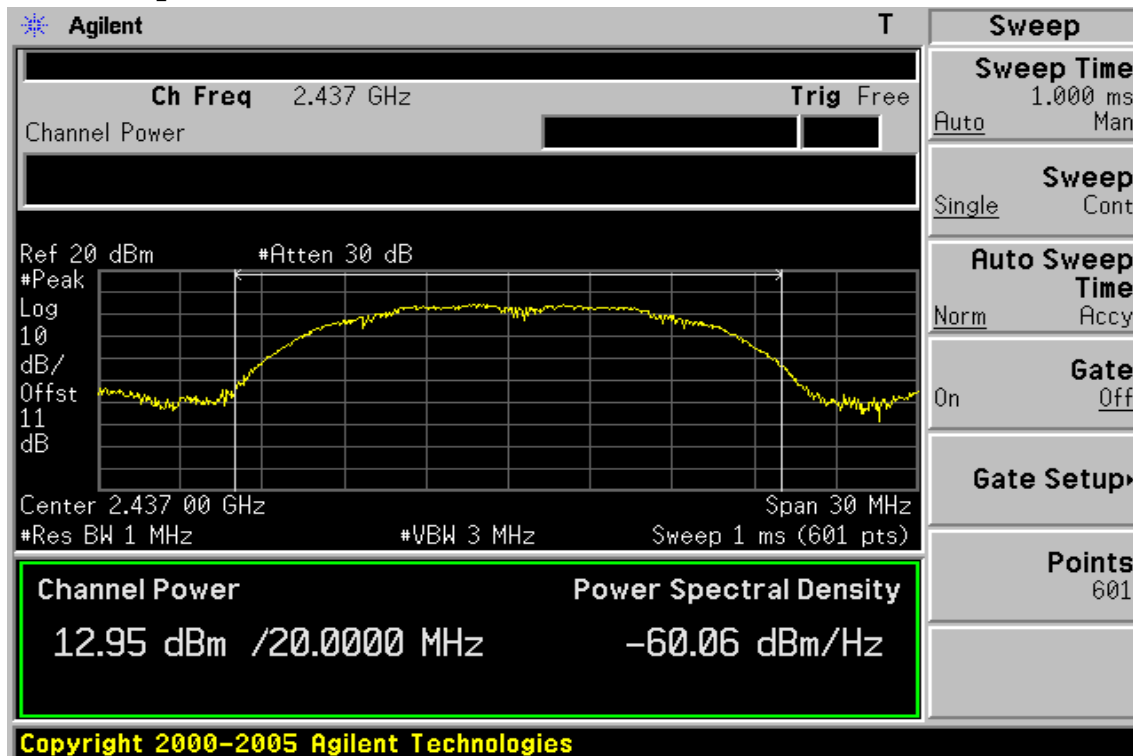 Agilent T
Ch Freq 2.437 GHz Trig Free
Channel Power
Ref 20 dBm #Atten 30 dB
#Peak
Log
10
dB/
Offst
11
dB
Center 2.437 00 GHz Span 30 MHz
#Res BW 1 MHz #VBW 3 MHz Sweep 1 ms (601 pts)
Channel Power Power Spectral Density
12.95 dBm /20.0000 MHz -60.06 dBm/Hz
Copyright 2000-2005 Agilent Technologies
Sweep
Sweep Time
1.000 ms
Auto Man
Sweep
Single Cont
Auto Sweep
Time
Norm Accy
Gate
On Off
Gate Setup
Points
601